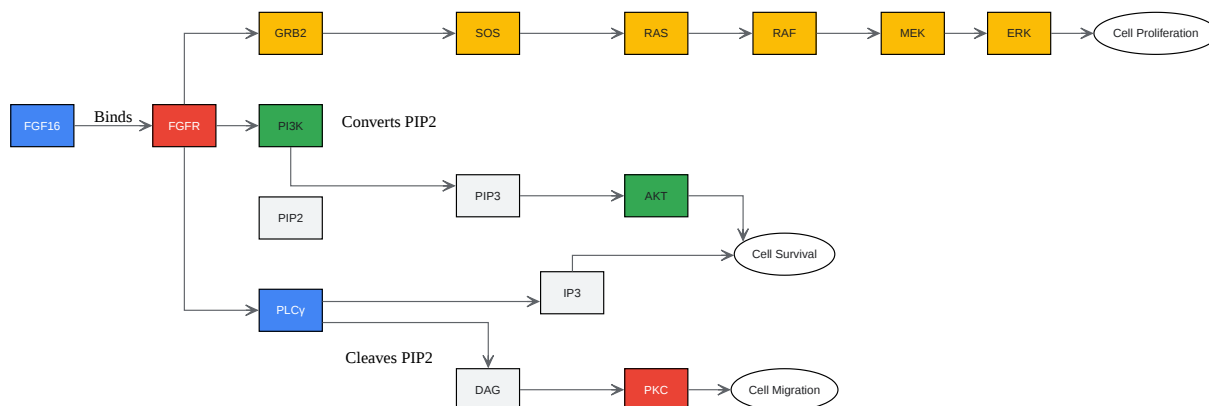 GRB2
SOS
RAS
RAF
MEK
ERK
Cell Proliferation
FGF16
Binds
FGFR
PI3K
Converts PIP2
PIP3
AKT
PIP2
Cell Survival
IP3
PLCγ
Cleaves PIP2
DAG
PKC
Cell Migration